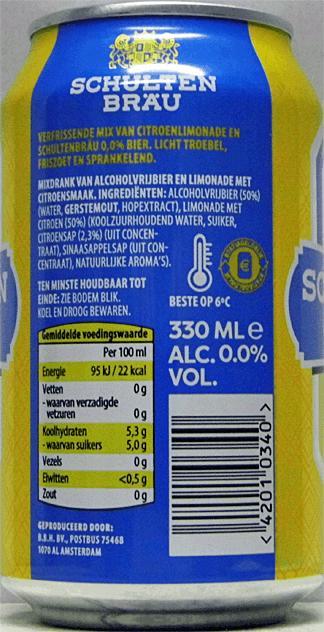 SCHULTEN
BRÄU
VERFRISSENDE MIX VAN CITROENLIMONADE EN
SCHULTENBRÄU 0,0% BIER. LICHT TROEBEL,
FRISZOET EN SPRANKELEND.
MIXDRANK VAN ALCOHOLVRIJBIER EN LIMONADE MET
CITROENSMAAK. INGREDIËNTEN: ALCOHOLVRIJBIER (50%)
(WATER, GERSTEMOUT, HOPEXTRACT), LIMONADE MET
CITROEN (50%) (KOOLZUURHOUDEND WATER, SUIKER,
CITROENSAP (2,3%) (UIT CONCEN-
TRAAT), SINAASAPPELSAP (UIT CON-
CENTRAAT), NATUURLIJKE AROMA'S).
TEN MINSTE HOUDBAAR TOT
EINDE: ZIE BODEM BLIK.
KOEL EN DROOG BEWAREN.
BESTE OP 6°C
330 ML e
ALC. 0.0%
VOL.
Gemiddelde voedingswaarde
Per 100 ml
Energie 95 kJ / 22 kcal
Vetten 0 g
- waarvan verzadigde
vetzuren 0 g
Koolhydraten 5,3 g
- waarvan suikers 5,0 g
Vezels 0 g
Eiwitten <0,5 g
Zout 0 g
GEPRODUCEERD DOOR:
B.B.H. BV., POSTBUS 75468
1070 AL AMSTERDAM
< 4201 0340 >